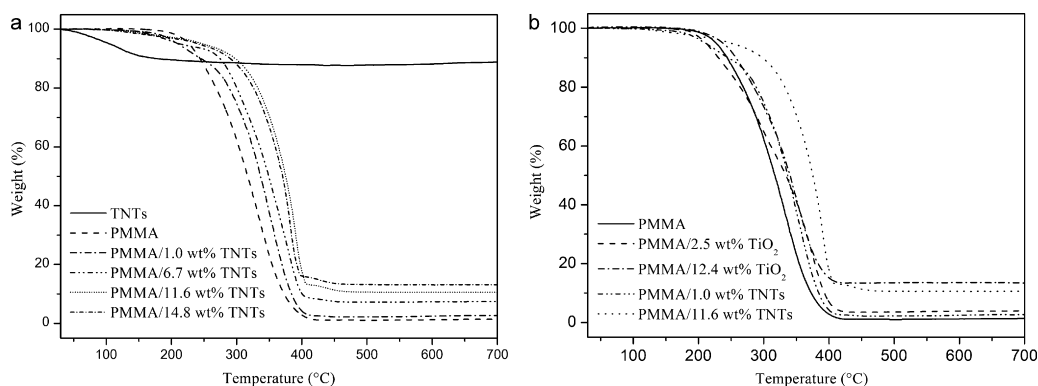 a
100
80
60
40
20
0
Weight (%)
100
200
300
400
500
600
700
Temperature (°C)
TNTs
PMMA
PMMA/1.0 wt% TNTs
PMMA/6.7 wt% TNTs
PMMA/11.6 wt% TNTs
PMMA/14.8 wt% TNTs
b
100
80
60
40
20
0
Weight (%)
100
200
300
400
500
600
700
Temperature (°C)
PMMA
PMMA/2.5 wt% TiO₂
PMMA/12.4 wt% TiO₂
PMMA/1.0 wt% TNTs
PMMA/11.6 wt% TNTs